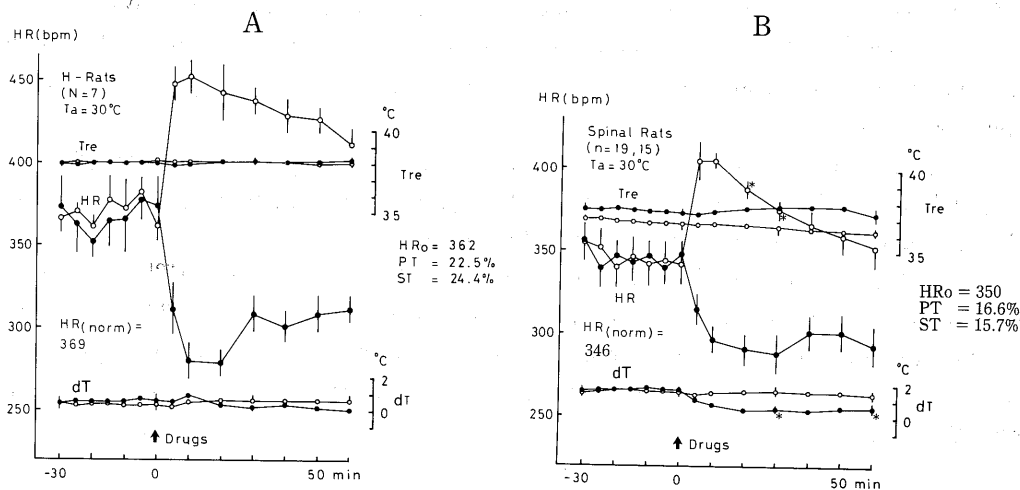 A
HR(bpm)
450
400
350
300
250
H-Rats
(N=7)
Ta=30°C
Tre
HR
HR(norm)=
369
dT
°C
40
Tre
35
HRo = 362
PT = 22.5%
ST = 24.4%
°C
2
dT
0
Drugs
-30
0
50 min
B
HR(bpm)
400
350
300
250
Spinal Rats
(n=19,15)
Ta=30°C
Tre
HR
HR(norm)=
346
dT
*
*
*
*
°C
40
Tre
35
HRo = 350
PT = 16.6%
ST = 15.7%
°C
2
dT
0
Drugs
-30
0
50 min